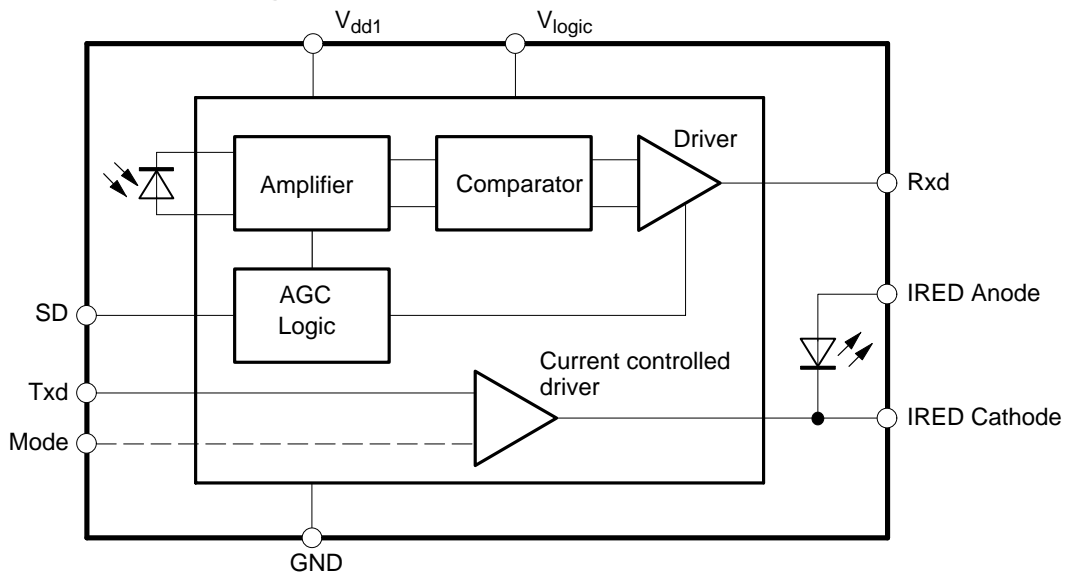 Vdd1
Vlogic
Driver
Amplifier
Comparator
Rxd
AGC
Logic
SD
IRED Anode
Current controlled
driver
Txd
IRED Cathode
Mode
GND